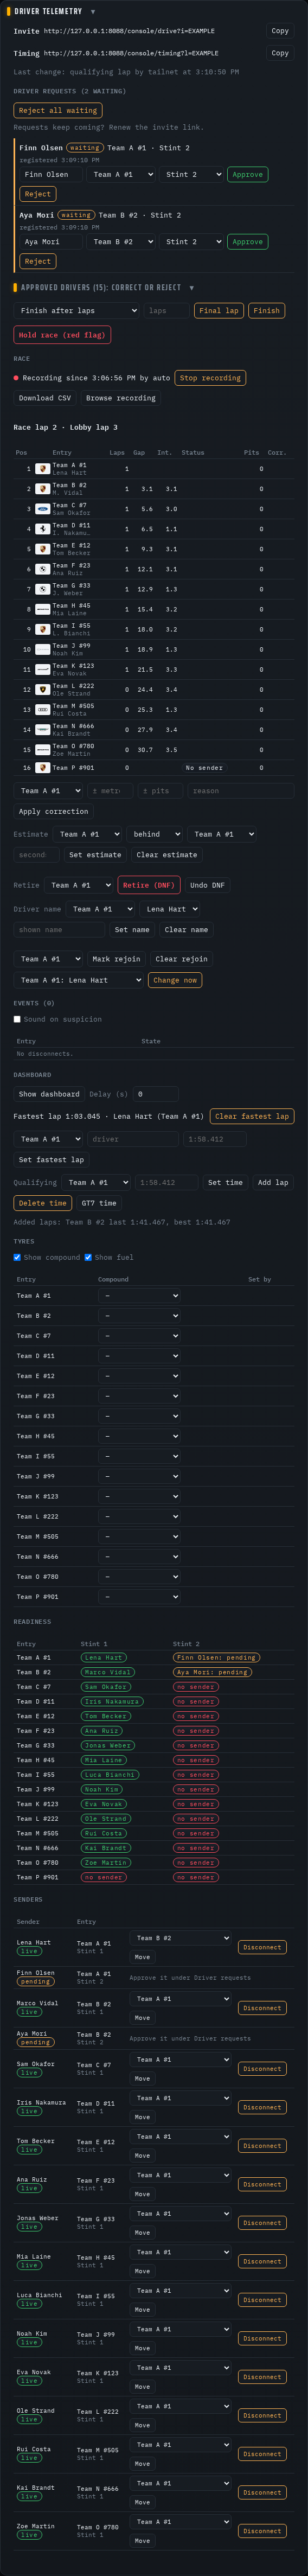 DRIVER TELEMETRY ▼
Invite http://127.0.0.1:8088/console/drive?i=EXAMPLE Copy
Timing http://127.0.0.1:8088/console/timing?l=EXAMPLE Copy
Last change: qualifying lap by tailnet at 3:10:50 PM
DRIVER REQUESTS (2 WAITING)
Reject all waiting
Requests keep coming? Renew the invite link.
Finn Olsen waiting Team A #1 · Stint 2
registered 3:09:10 PM
Finn Olsen Team A #1 Stint 2 Approve
Reject
Aya Mori waiting Team B #2 · Stint 2
registered 3:09:10 PM
Aya Mori Team B #2 Stint 2 Approve
Reject
APPROVED DRIVERS (15): CORRECT OR REJECT ▼
Finish after laps laps Final lap Finish
Hold race (red flag)
RACE
Recording since 3:06:56 PM by auto Stop recording
Download CSV Browse recording
Race lap 2 · Lobby lap 3
Pos Entry Laps Gap Int. Status Pits Corr.
1 Team A #1 1 0
Lena Hart
2 Team B #2 1 3.1 3.1 0
M. Vidal
3 Team C #7 1 5.6 3.0 0
Sam Okafor
4 Team D #11 1 6.5 1.1 0
I. Nakamu…
5 Team E #12 1 9.3 3.1 0
Tom Becker
6 Team F #23 1 12.1 3.1 0
Ana Ruiz
7 Team G #33 1 12.9 1.3 0
J. Weber
8 Team H #45 1 15.4 3.2 0
Mia Laine
9 Team I #55 1 18.0 3.2 0
L. Bianchi
10 Team J #99 1 18.9 1.3 0
Noah Kim
11 Team K #123 1 21.5 3.3 0
Eva Novak
12 Team L #222 0 24.4 3.4 0
Ole Strand
13 Team M #505 0 25.3 1.3 0
Rui Costa
14 Team N #666 0 27.9 3.4 0
Kai Brandt
15 Team O #780 0 30.7 3.5 0
Zoe Martin
16 Team P #901 0 No sender 0
Team A #1 ± metr ± pits reason
Apply correction
Estimate Team A #1 behind Team A #1
second Set estimate Clear estimate
Retire Team A #1 Retire (DNF) Undo DNF
Driver name Team A #1 Lena Hart
shown name Set name Clear name
Team A #1 Mark rejoin Clear rejoin
Team A #1: Lena Hart Change now
EVENTS (0)
Sound on suspicion
Entry State
No disconnects.
DASHBOARD
Show dashboard Delay (s) 0
Fastest lap 1:03.045 · Lena Hart (Team A #1) Clear fastest lap
Team A #1 driver 1:58.412
Set fastest lap
Qualifying Team A #1 1:58.412 Set time Add lap
Delete time GT7 time
Added laps: Team B #2 last 1:41.467, best 1:41.467
TYRES
Show compound Show fuel
Entry Compound Set by
Team A #1 —
Team B #2 —
Team C #7 —
Team D #11 —
Team E #12 —
Team F #23 —
Team G #33 —
Team H #45 —
Team I #55 —
Team J #99 —
Team K #123 —
Team L #222 —
Team M #505 —
Team N #666 —
Team O #780 —
Team P #901 —
READINESS
Entry Stint 1 Stint 2
Team A #1 Lena Hart Finn Olsen: pending
Team B #2 Marco Vidal Aya Mori: pending
Team C #7 Sam Okafor no sender
Team D #11 Iris Nakamura no sender
Team E #12 Tom Becker no sender
Team F #23 Ana Ruiz no sender
Team G #33 Jonas Weber no sender
Team H #45 Mia Laine no sender
Team I #55 Luca Bianchi no sender
Team J #99 Noah Kim no sender
Team K #123 Eva Novak no sender
Team L #222 Ole Strand no sender
Team M #505 Rui Costa no sender
Team N #666 Kai Brandt no sender
Team O #780 Zoe Martin no sender
Team P #901 no sender no sender
SENDERS
Sender Entry
Lena Hart Team A #1 Team B #2 Disconnect
live Stint 1 Move
Finn Olsen Team A #1 Approve it under Driver requests
pending Stint 2
Marco Vidal Team B #2 Team A #1 Disconnect
live Stint 1 Move
Aya Mori Team B #2 Approve it under Driver requests
pending Stint 2
Sam Okafor Team C #7 Team A #1 Disconnect
live Stint 1 Move
Iris Nakamura Team D #11 Team A #1 Disconnect
live Stint 1 Move
Tom Becker Team E #12 Team A #1 Disconnect
live Stint 1 Move
Ana Ruiz Team F #23 Team A #1 Disconnect
live Stint 1 Move
Jonas Weber Team G #33 Team A #1 Disconnect
live Stint 1 Move
Mia Laine Team H #45 Team A #1 Disconnect
live Stint 1 Move
Luca Bianchi Team I #55 Team A #1 Disconnect
live Stint 1 Move
Noah Kim Team J #99 Team A #1 Disconnect
live Stint 1 Move
Eva Novak Team K #123 Team A #1 Disconnect
live Stint 1 Move
Ole Strand Team L #222 Team A #1 Disconnect
live Stint 1 Move
Rui Costa Team M #505 Team A #1 Disconnect
live Stint 1 Move
Kai Brandt Team N #666 Team A #1 Disconnect
live Stint 1 Move
Zoe Martin Team O #780 Team A #1 Disconnect
live Stint 1 Move